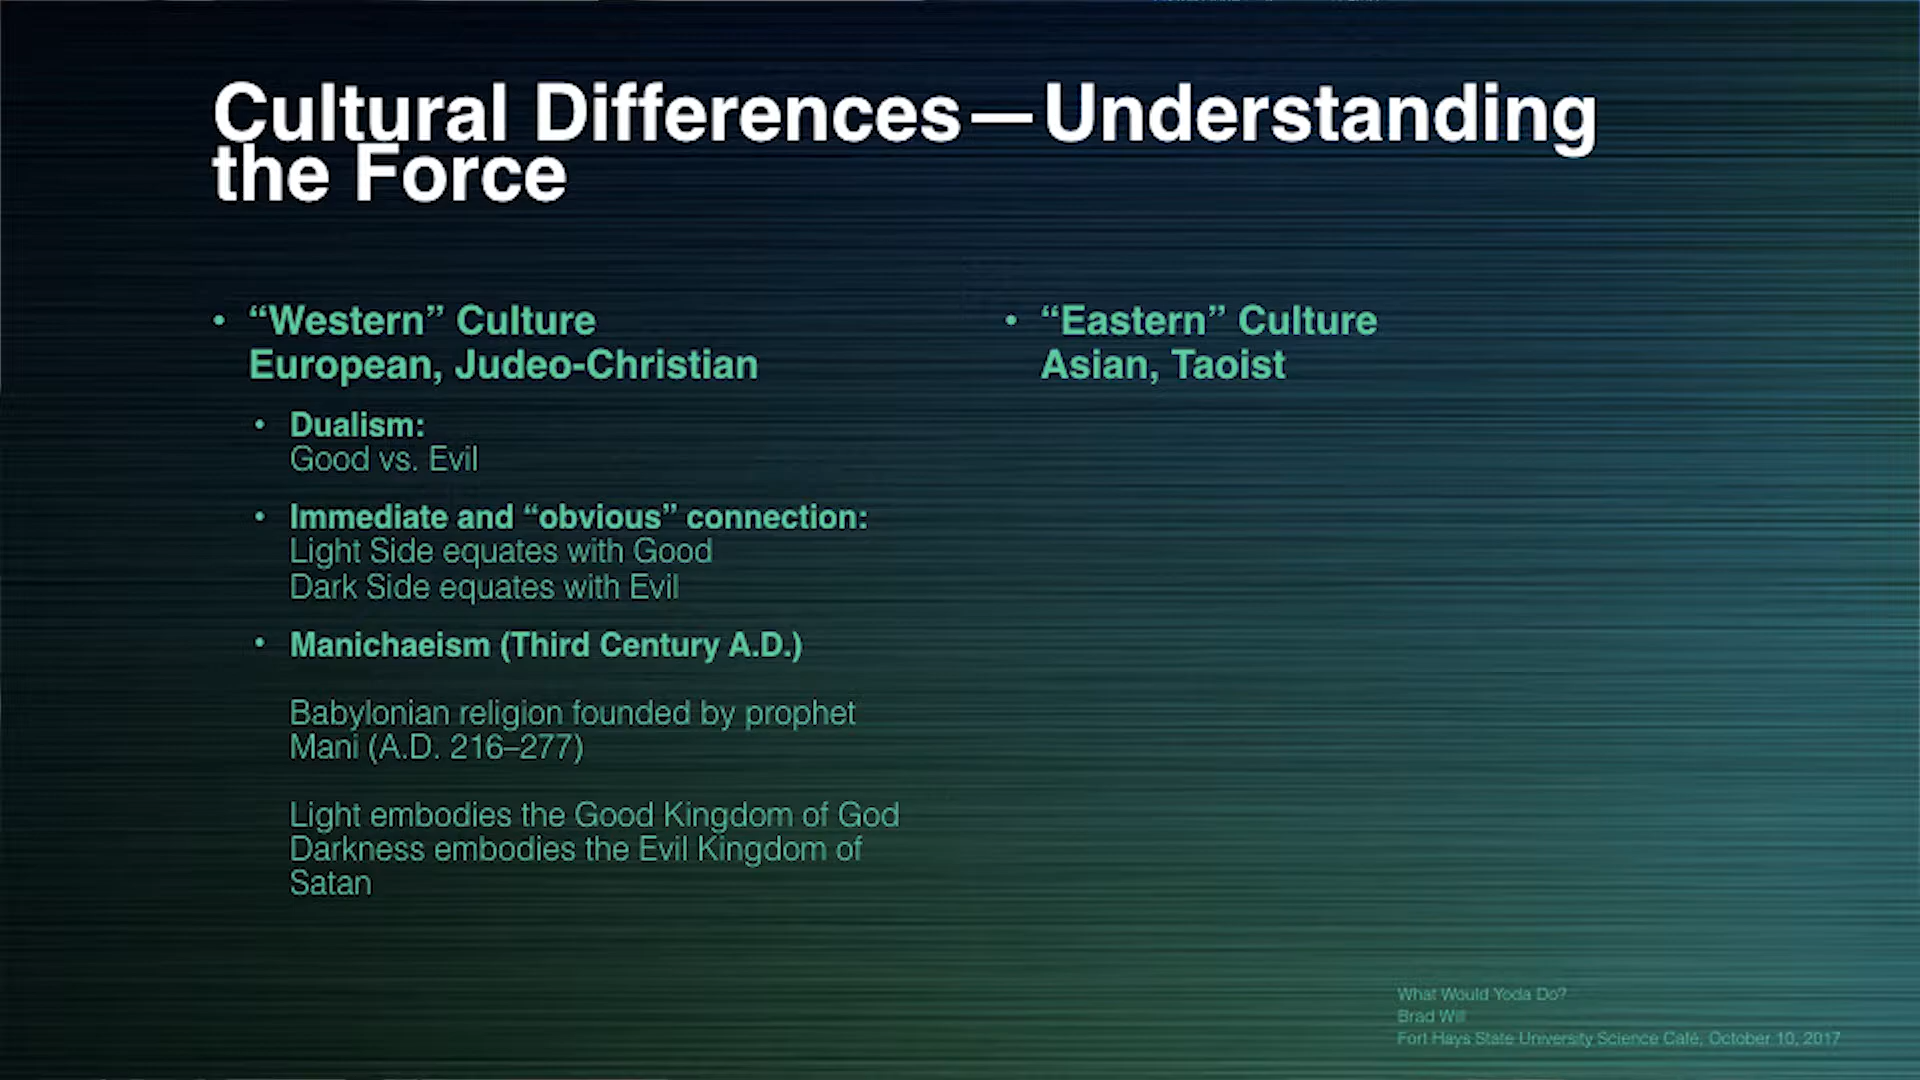 Cultural Differences—Understanding
the Force
• “Western” Culture
European, Judeo-Christian
• Dualism:
Good vs. Evil
• Immediate and “obvious” connection:
Light Side equates with Good
Dark Side equates with Evil
• Manichaeism (Third Century A.D.)
Babylonian religion founded by prophet
Mani (A.D. 216–277)
Light embodies the Good Kingdom of God
Darkness embodies the Evil Kingdom of
Satan
• “Eastern” Culture
Asian, Taoist
What Would Yoda Do?
Brad Will
Fort Hays State University Science Café, October 10, 2017